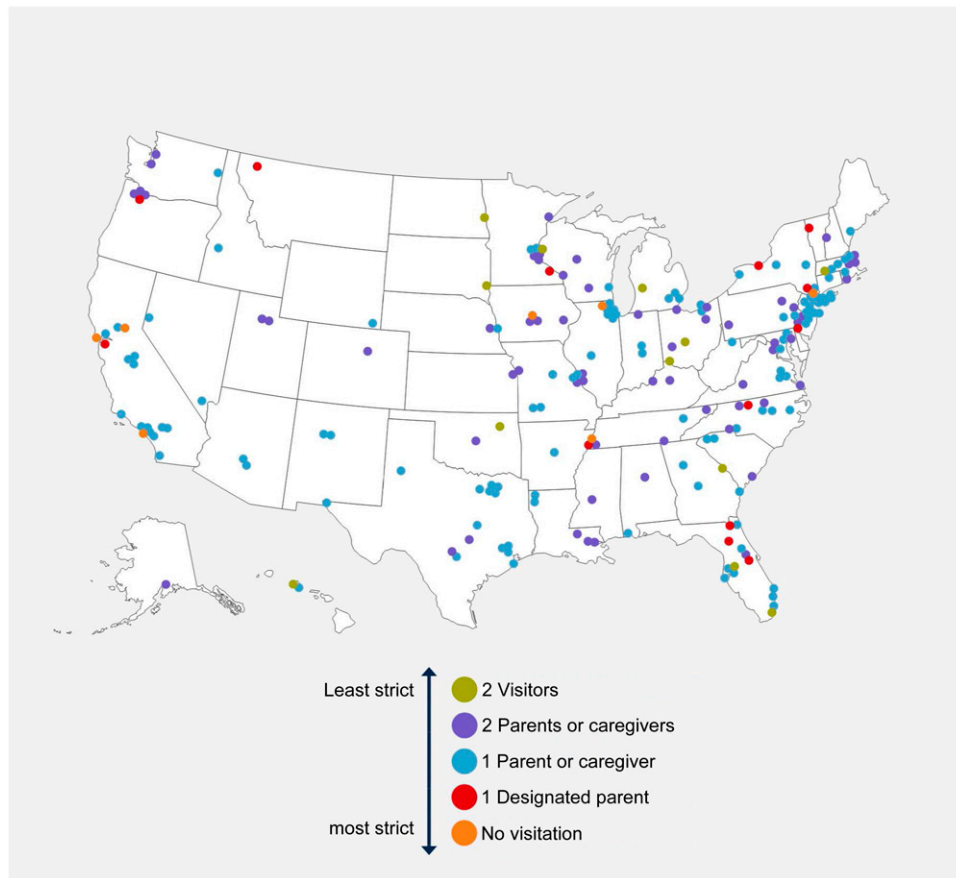 Least strict
2 Visitors
2 Parents or caregivers
1 Parent or caregiver
1 Designated parent
most strict
No visitation